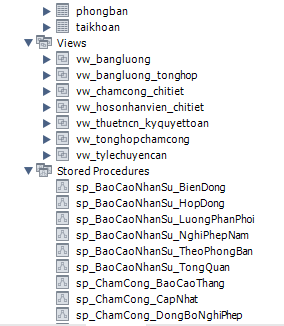 phongban
taikhoan
Views
vw_bangluong
vw_bangluong_tonghop
vw_chamcong_chitiet
vw_hosonhanvien_chitiet
vw_thuetncn_kyquyettoan
vw_tonghopchamcong
vw_tylechuyencan
Stored Procedures
sp_BaoCaoNhanSu_BienDong
sp_BaoCaoNhanSu_HopDong
sp_BaoCaoNhanSu_LuongPhanPhoi
sp_BaoCaoNhanSu_NghiPhepNam
sp_BaoCaoNhanSu_TheoPhongBan
sp_BaoCaoNhanSu_TongQuan
sp_ChamCong_BaoCaoThang
sp_ChamCong_CapNhat
sp_ChamCong_DongBoNghiPhep